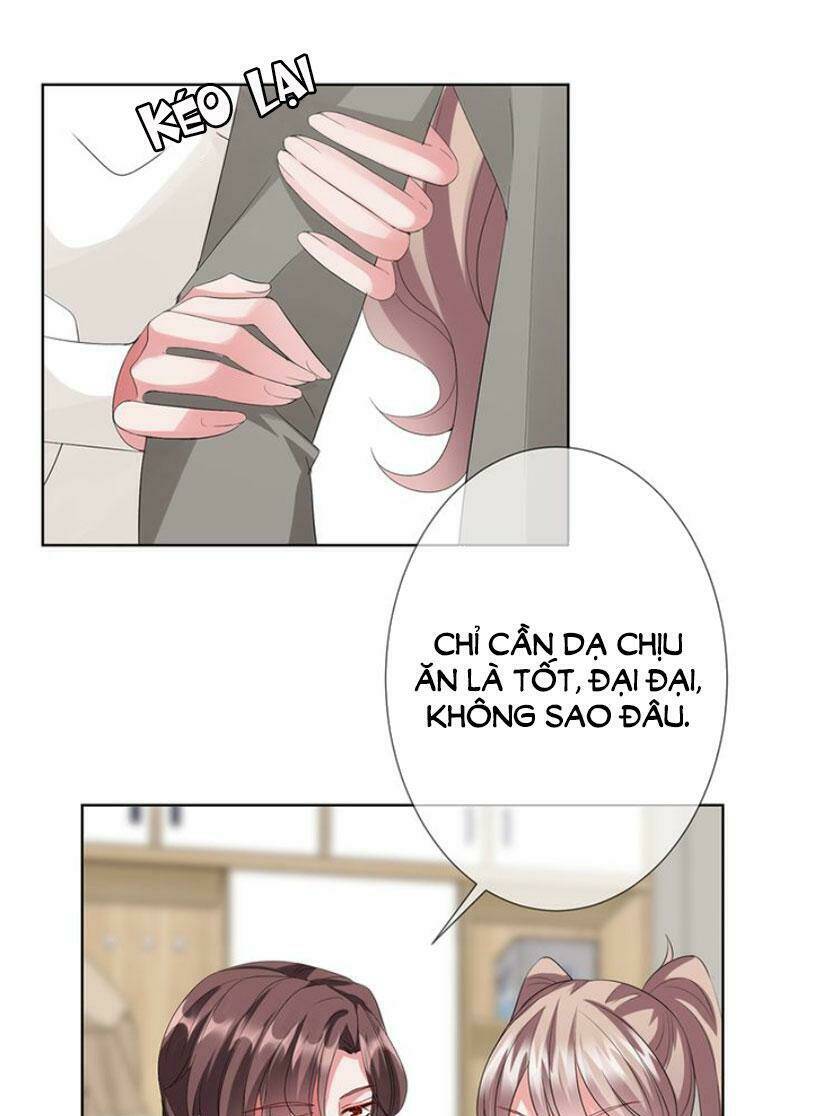 KÉO LẠI
CHỈ CẦN DẠ CHỊU
ĂN LÀ TỐT, ĐẠI ĐẠI,
KHÔNG SAO ĐÂU.